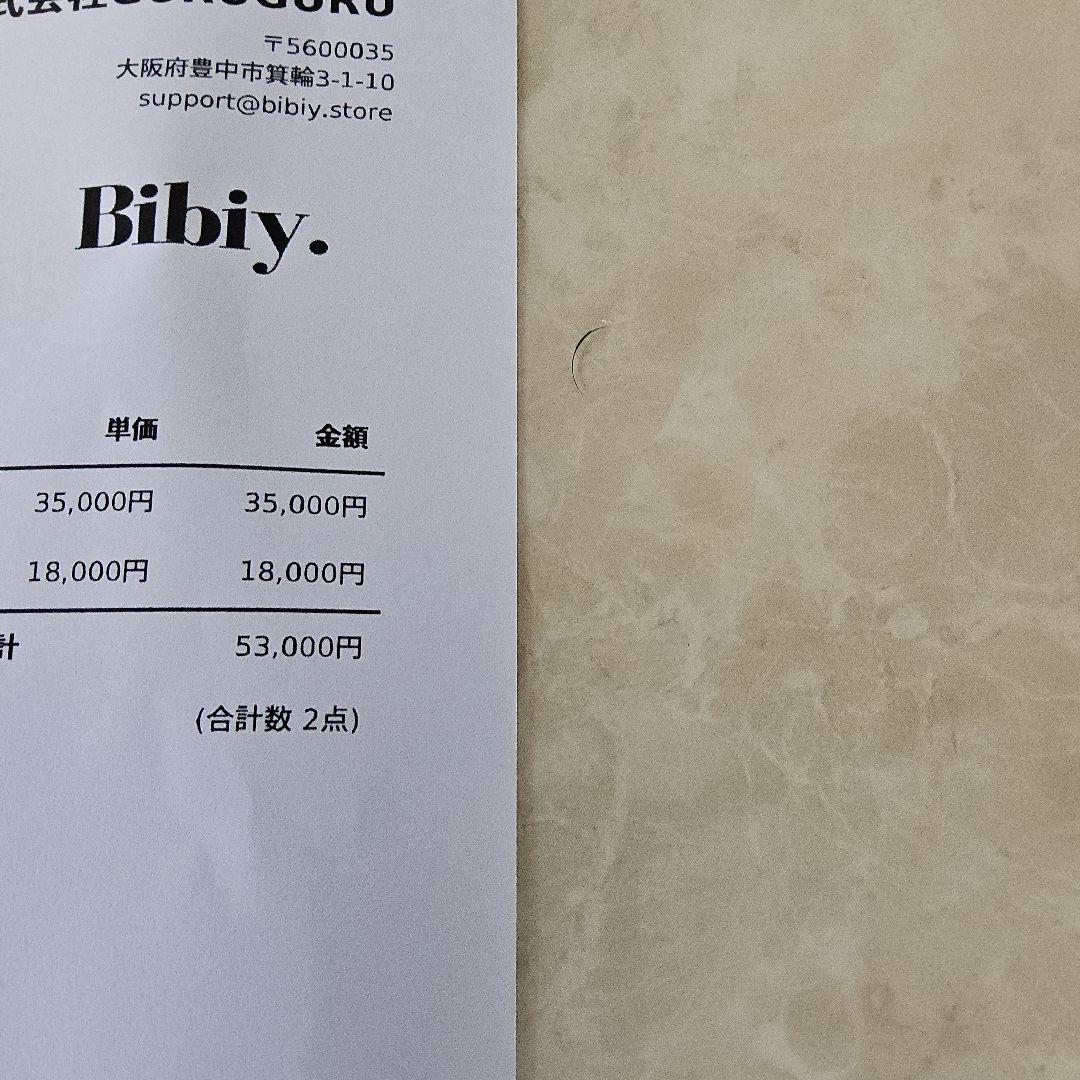 〒5600035
大阪府豊中市箕輪3-1-10
support@bibiy.store
Bibiy.
単価 金額
35,000円 35,000円
18,000円 18,000円
計 53,000円
(合計数 2点)